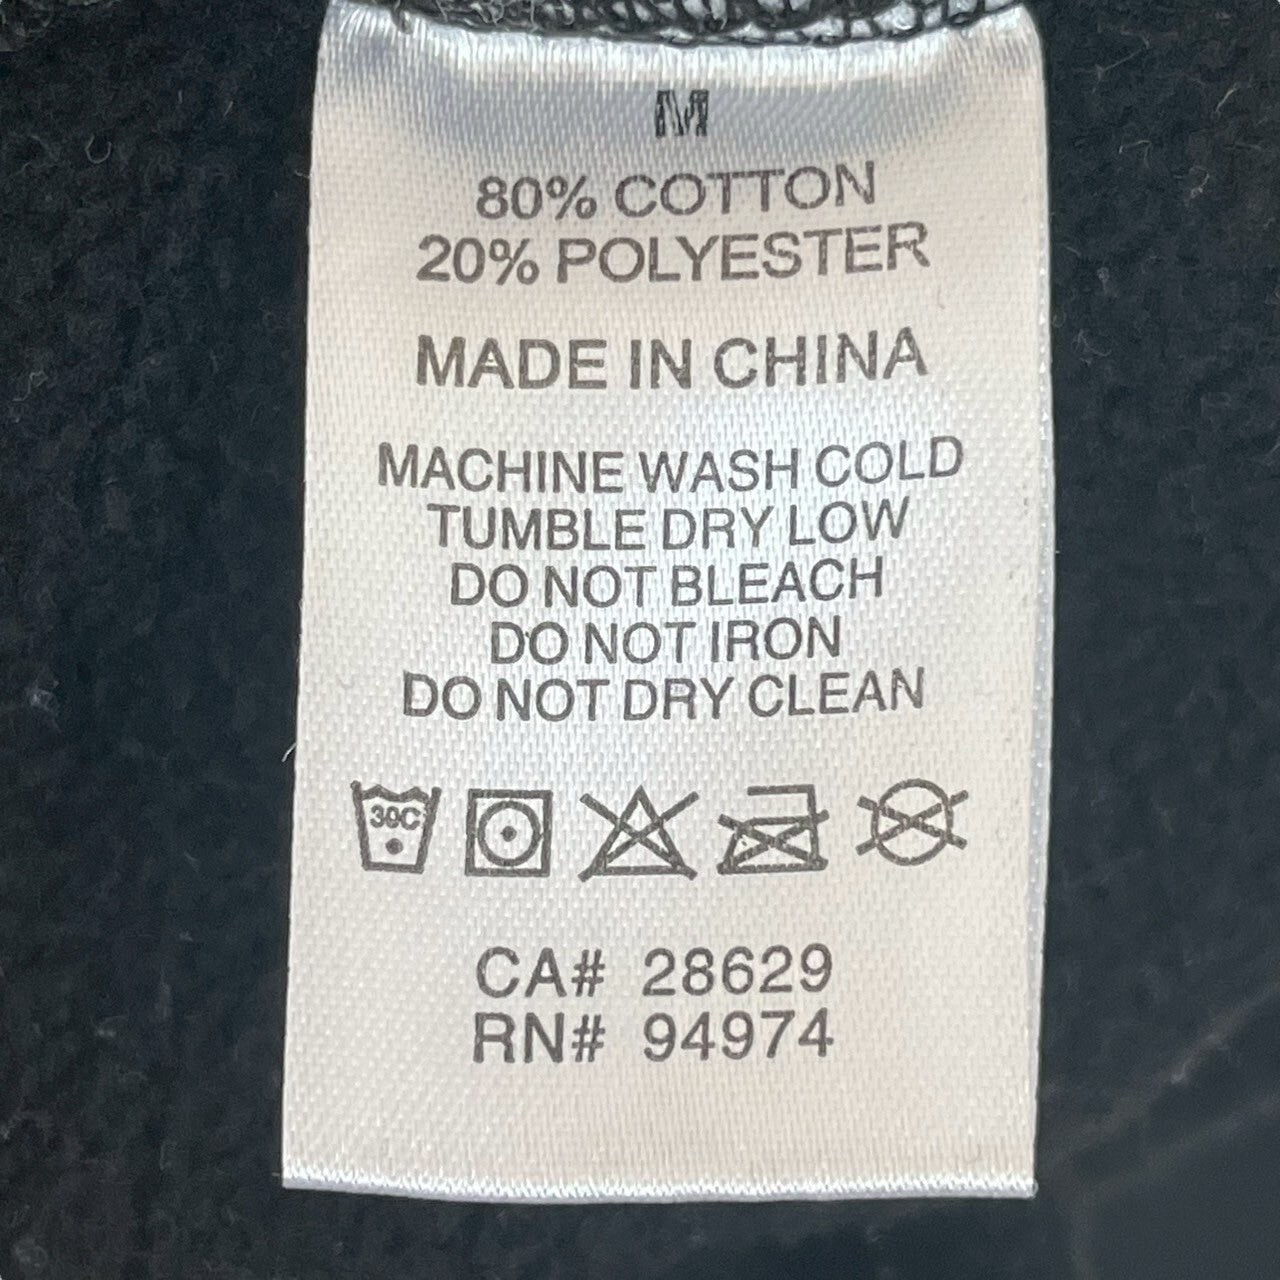 M
80% COTTON
20% POLYESTER
MADE IN CHINA
MACHINE WASH COLD
TUMBLE DRY LOW
DO NOT BLEACH
DO NOT IRON
DO NOT DRY CLEAN
30C
CA# 28629
RN# 94974